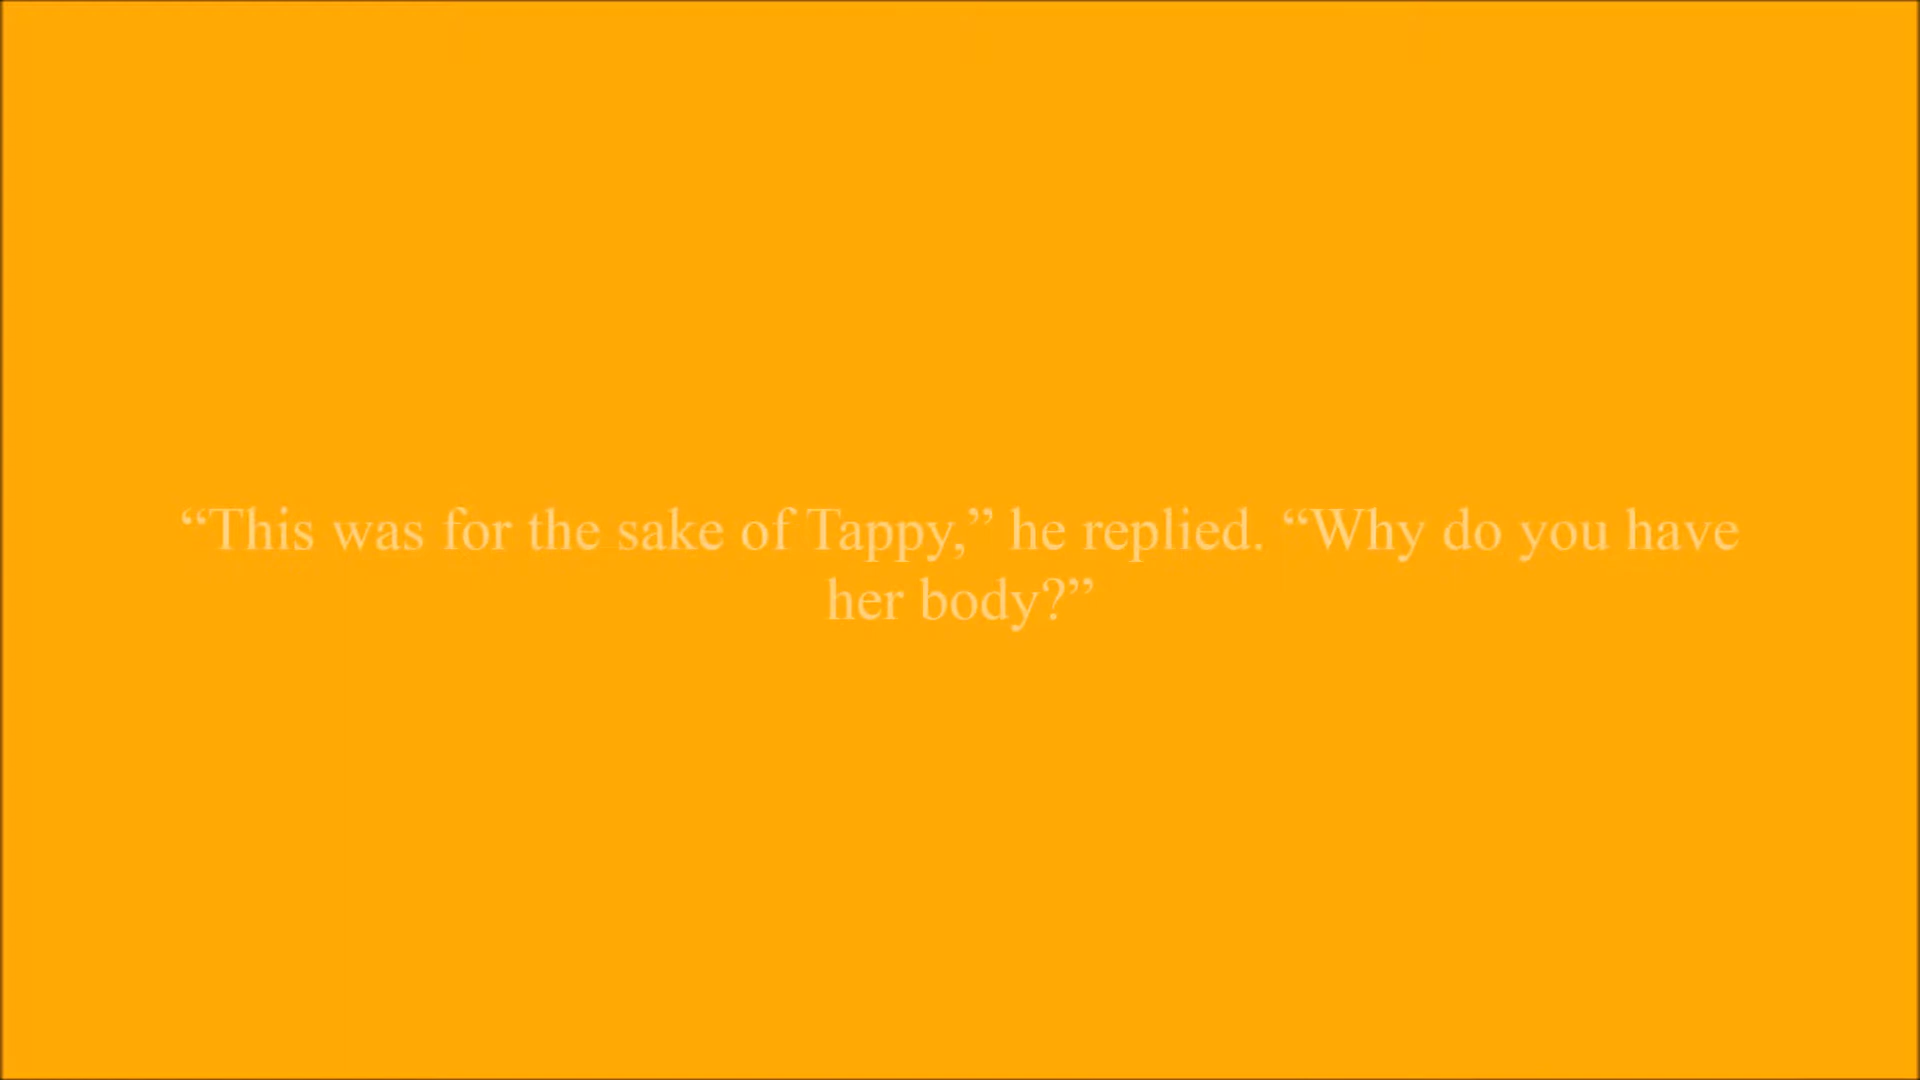 “This was for the sake of Tappy,” he replied. “Why do you have
her body?”